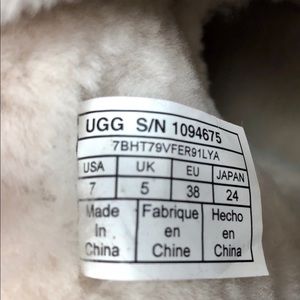 UGG S/N 1094675
7BHT79VFER91LYA
USA UK EU JAPAN
7 5 38 24
Made Fabrique Hecho
In en en
China Chine China